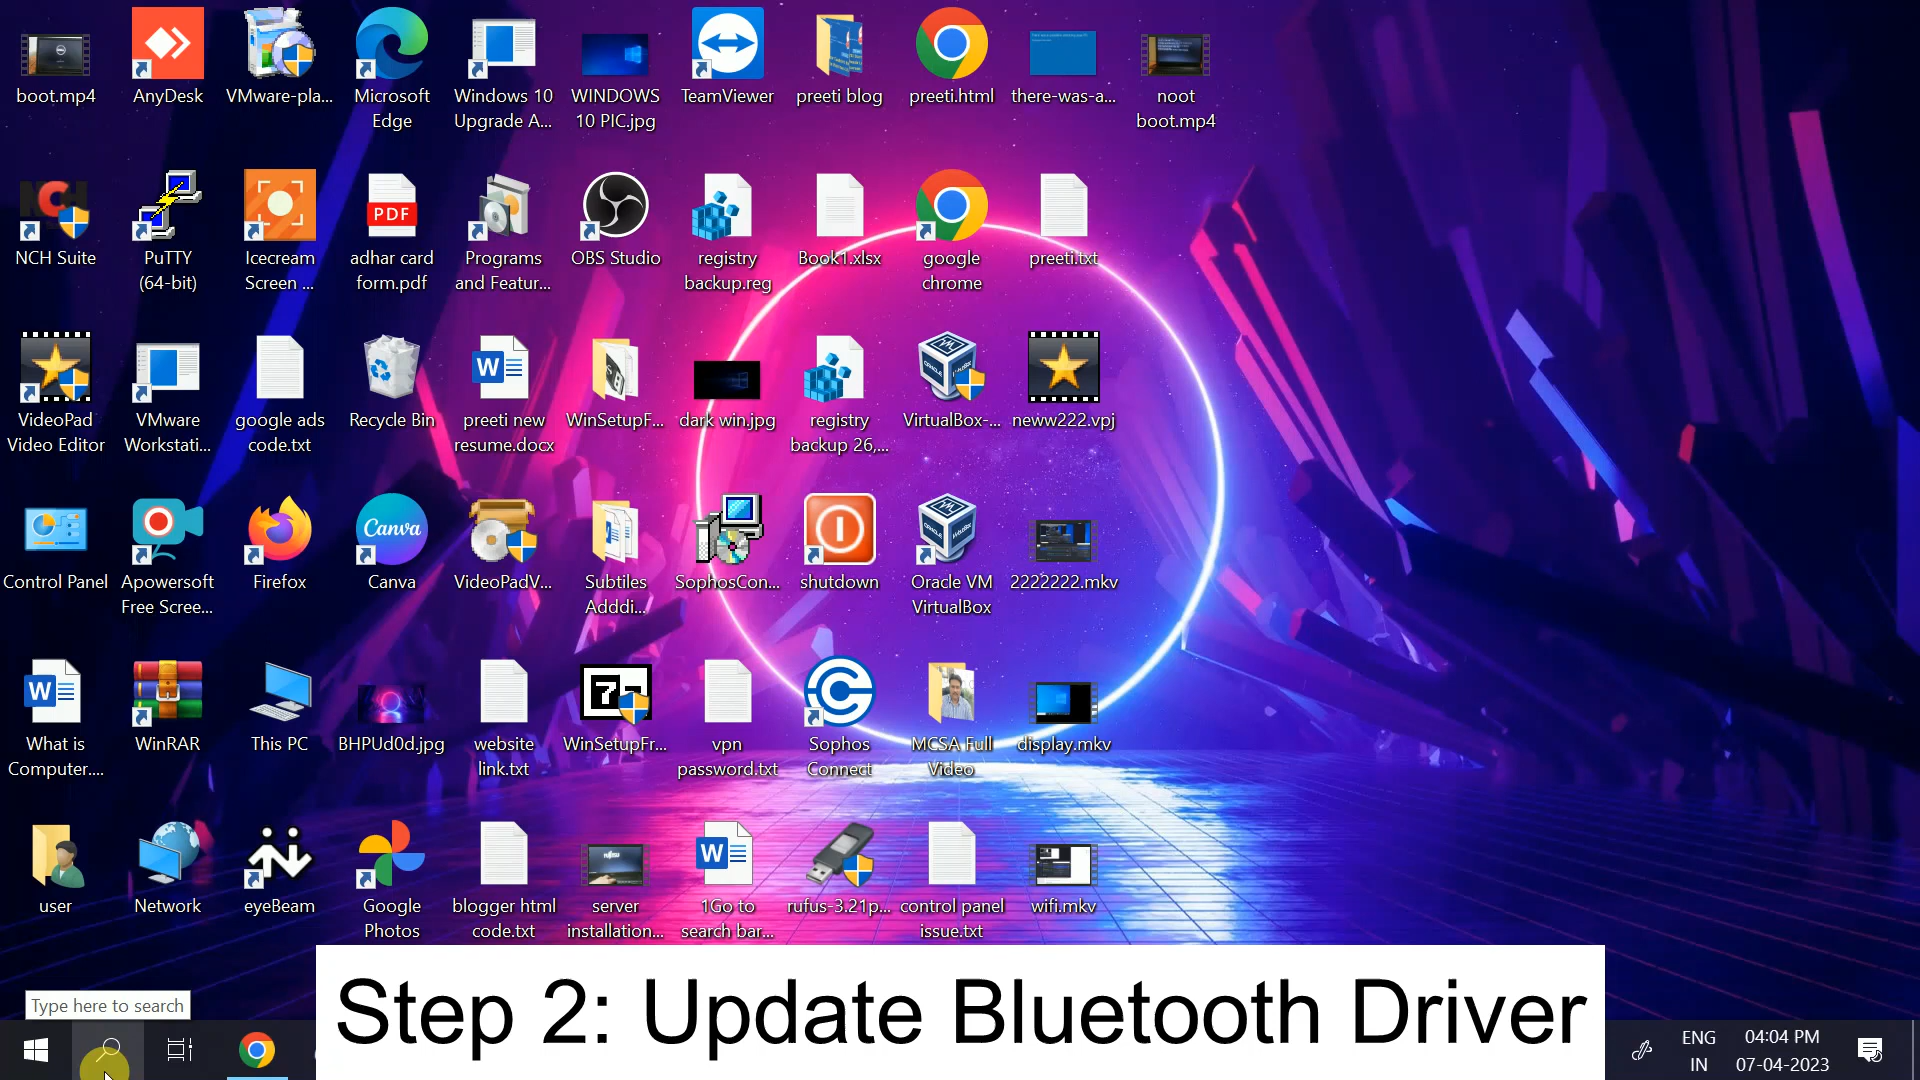 boot.mp4
AnyDesk
VMware-pla...
Microsoft
Edge
Windows 10
Upgrade A...
WINDOWS
10 PIC.jpg
TeamViewer
preeti blog
preeti.html
there-was-a...
noot
boot.mp4
NCH Suite
PuTTY
(64-bit)
Icecream
Screen ...
PDF
adhar card
form.pdf
Programs
and Featur...
OBS Studio
registry
backup.reg
Book1.xlsx
google
chrome
preeti.txt
VideoPad
Video Editor
VMware
Workstati...
google ads
code.txt
Recycle Bin
preeti new
resume.docx
WinSetupF...
dark win.jpg
registry
backup 26,...
VirtualBox-...
neww222.vpj
Control Panel
Apowersoft
Free Scree...
Firefox
Canva
Canva
VideoPadV...
Subtiles
Adddi...
SophosCon...
shutdown
Oracle VM
VirtualBox
2222222.mkv
What is
Computer....
WinRAR
This PC
BHPUd0d.jpg
website
link.txt
WinSetupFr...
vpn
password.txt
Sophos
Connect
MCSA Full
Video
display.mkv
user
Network
eyeBeam
Google
Photos
blogger html
code.txt
server
installation...
1Go to
search bar...
rufus-3.21p...
control panel
issue.txt
wifi.mkv
Type here to search
Step 2: Update Bluetooth Driver
ENG
IN
04:04 PM
07-04-2023